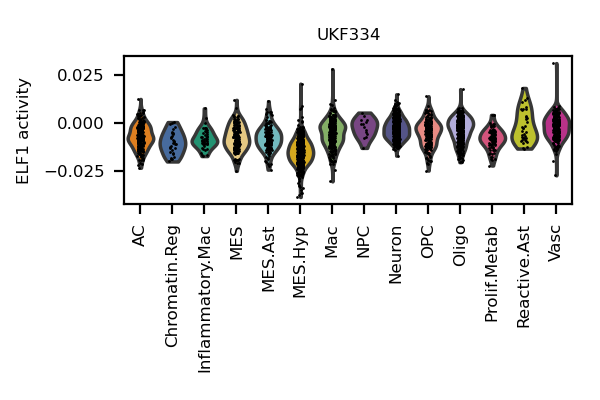 UKF334
ELF1 activity
0.025
0.000
−0.025
AC
Chromatin.Reg
Inflammatory.Mac
MES
MES.Ast
MES.Hyp
Mac
NPC
Neuron
OPC
Oligo
Prolif.Metab
Reactive.Ast
Vasc